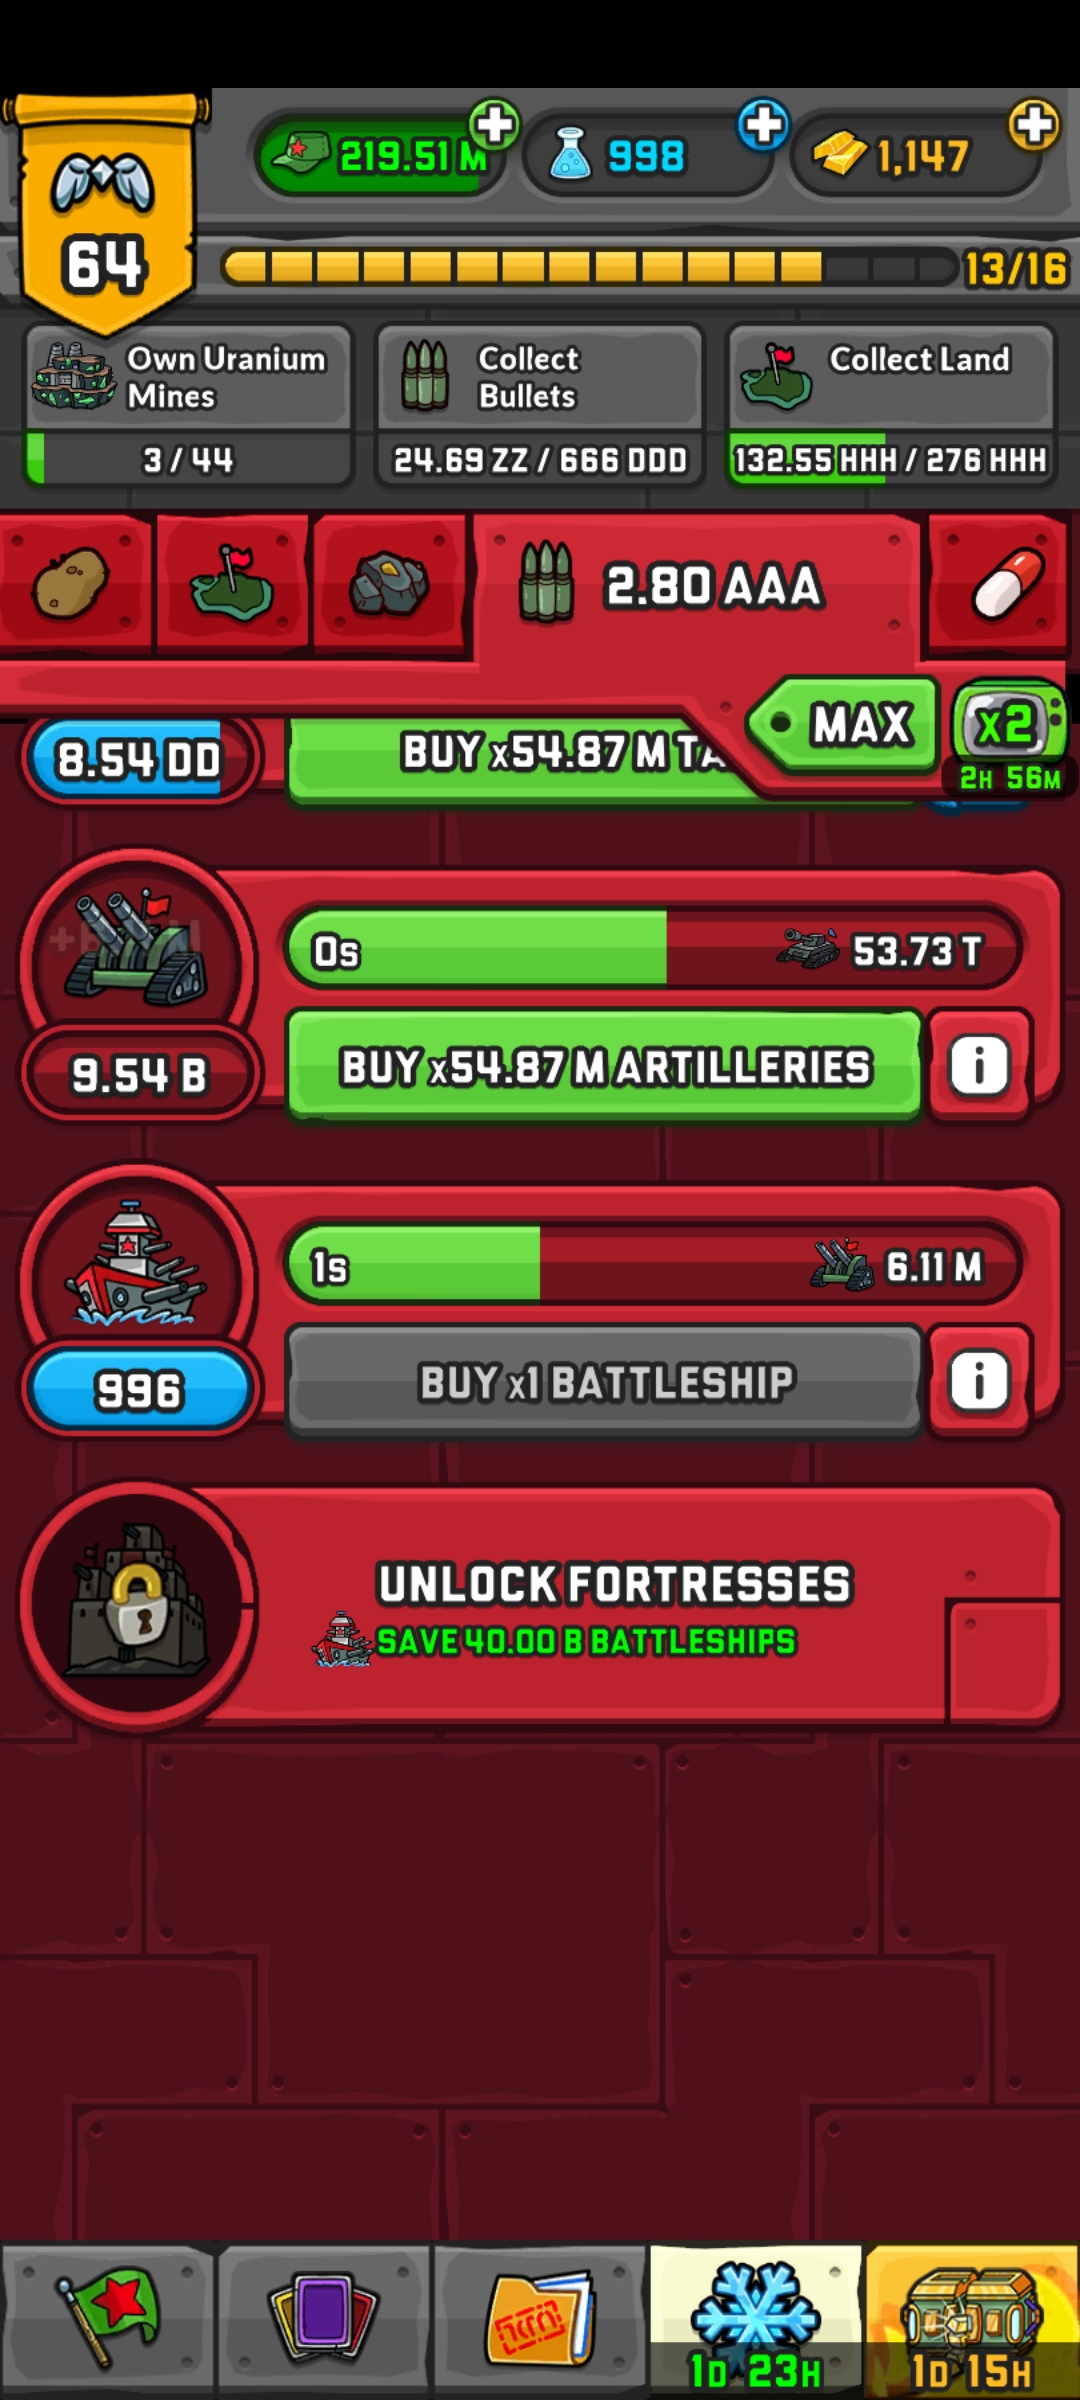 219.51 M
998
1,147
64
13/16
Own Uranium
Mines
3 / 44
Collect
Bullets
24.69 ZZ / 666 DDD
Collect Land
132.55 HHH / 276 HHH
2.80 AAA
MAX
x2
2H 56M
8.54 DD
BUY x54.87 M TA
0s
53.73 T
9.54 B
BUY x54.87 M ARTILLERIES
i
1s
6.11 M
996
BUY x1 BATTLESHIP
i
UNLOCK FORTRESSES
SAVE 40.00 B BATTLESHIPS
1D 23H
1D 15H